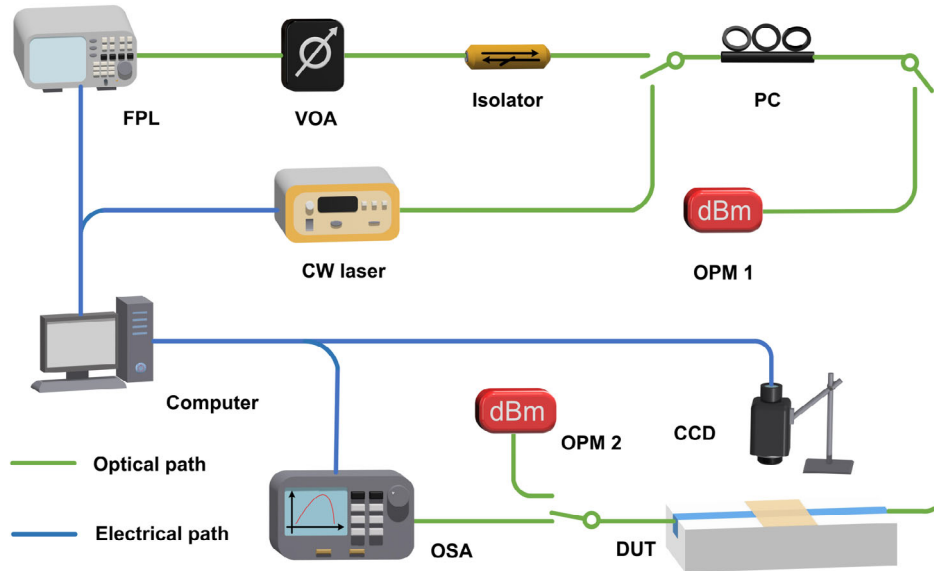 FPL
VOA
Isolator
PC
dBm
CW laser
OPM 1
Computer
dBm
OPM 2
CCD
Optical path
Electrical path
OSA
DUT